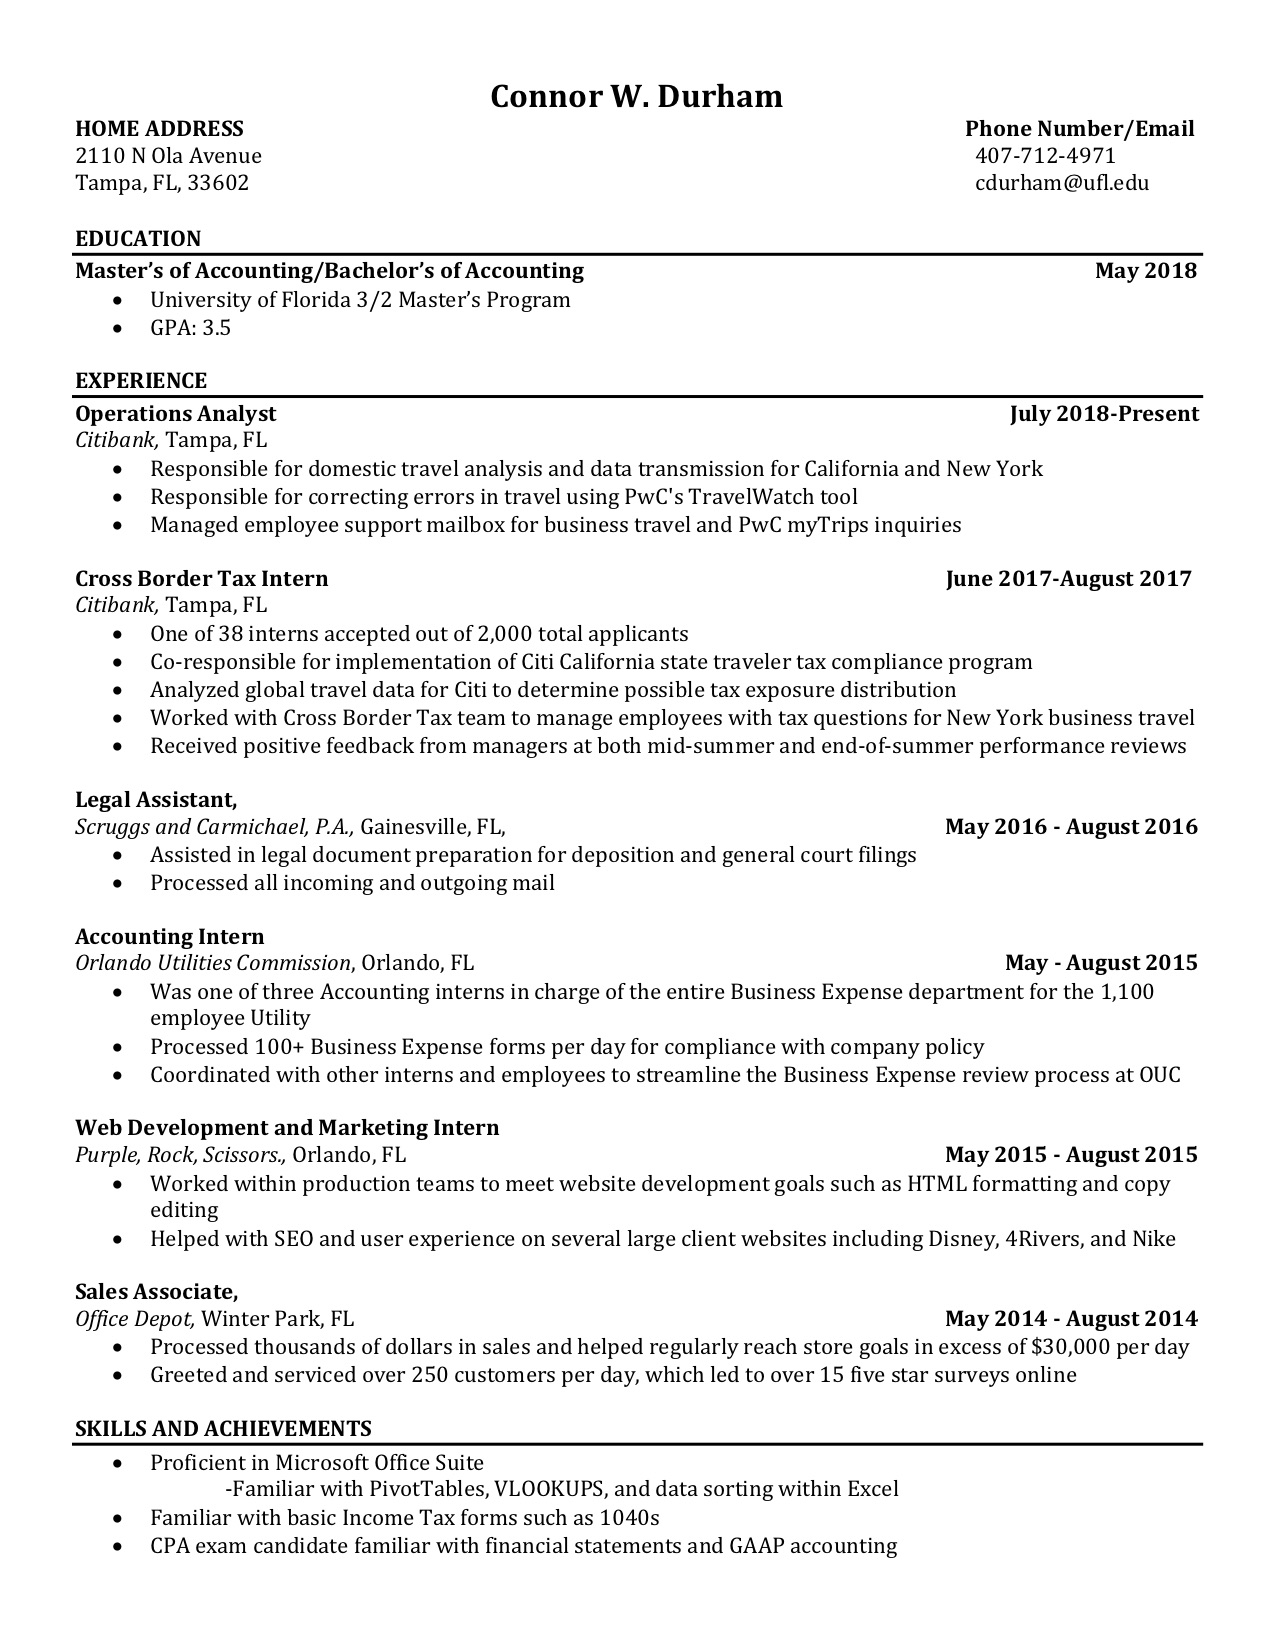 Connor W. Durham
HOME ADDRESS Phone Number/Email
2110 N Ola Avenue 407-712-4971
Tampa, FL, 33602 cdurham@ufl.edu
EDUCATION
Master’s of Accounting/Bachelor’s of Accounting May 2018
• University of Florida 3/2 Master’s Program
• GPA: 3.5
EXPERIENCE
Operations Analyst July 2018-Present
Citibank, Tampa, FL
• Responsible for domestic travel analysis and data transmission for California and New York
• Responsible for correcting errors in travel using PwC's TravelWatch tool
• Managed employee support mailbox for business travel and PwC myTrips inquiries
Cross Border Tax Intern June 2017-August 2017
Citibank, Tampa, FL
• One of 38 interns accepted out of 2,000 total applicants
• Co-responsible for implementation of Citi California state traveler tax compliance program
• Analyzed global travel data for Citi to determine possible tax exposure distribution
• Worked with Cross Border Tax team to manage employees with tax questions for New York business travel
• Received positive feedback from managers at both mid-summer and end-of-summer performance reviews
Legal Assistant,
Scruggs and Carmichael, P.A., Gainesville, FL, May 2016 - August 2016
• Assisted in legal document preparation for deposition and general court filings
• Processed all incoming and outgoing mail
Accounting Intern
Orlando Utilities Commission, Orlando, FL May - August 2015
• Was one of three Accounting interns in charge of the entire Business Expense department for the 1,100
employee Utility
• Processed 100+ Business Expense forms per day for compliance with company policy
• Coordinated with other interns and employees to streamline the Business Expense review process at OUC
Web Development and Marketing Intern
Purple, Rock, Scissors., Orlando, FL May 2015 - August 2015
• Worked within production teams to meet website development goals such as HTML formatting and copy
editing
• Helped with SEO and user experience on several large client websites including Disney, 4Rivers, and Nike
Sales Associate,
Office Depot, Winter Park, FL May 2014 - August 2014
• Processed thousands of dollars in sales and helped regularly reach store goals in excess of $30,000 per day
• Greeted and serviced over 250 customers per day, which led to over 15 five star surveys online
SKILLS AND ACHIEVEMENTS
• Proficient in Microsoft Office Suite
-Familiar with PivotTables, VLOOKUPS, and data sorting within Excel
• Familiar with basic Income Tax forms such as 1040s
• CPA exam candidate familiar with financial statements and GAAP accounting